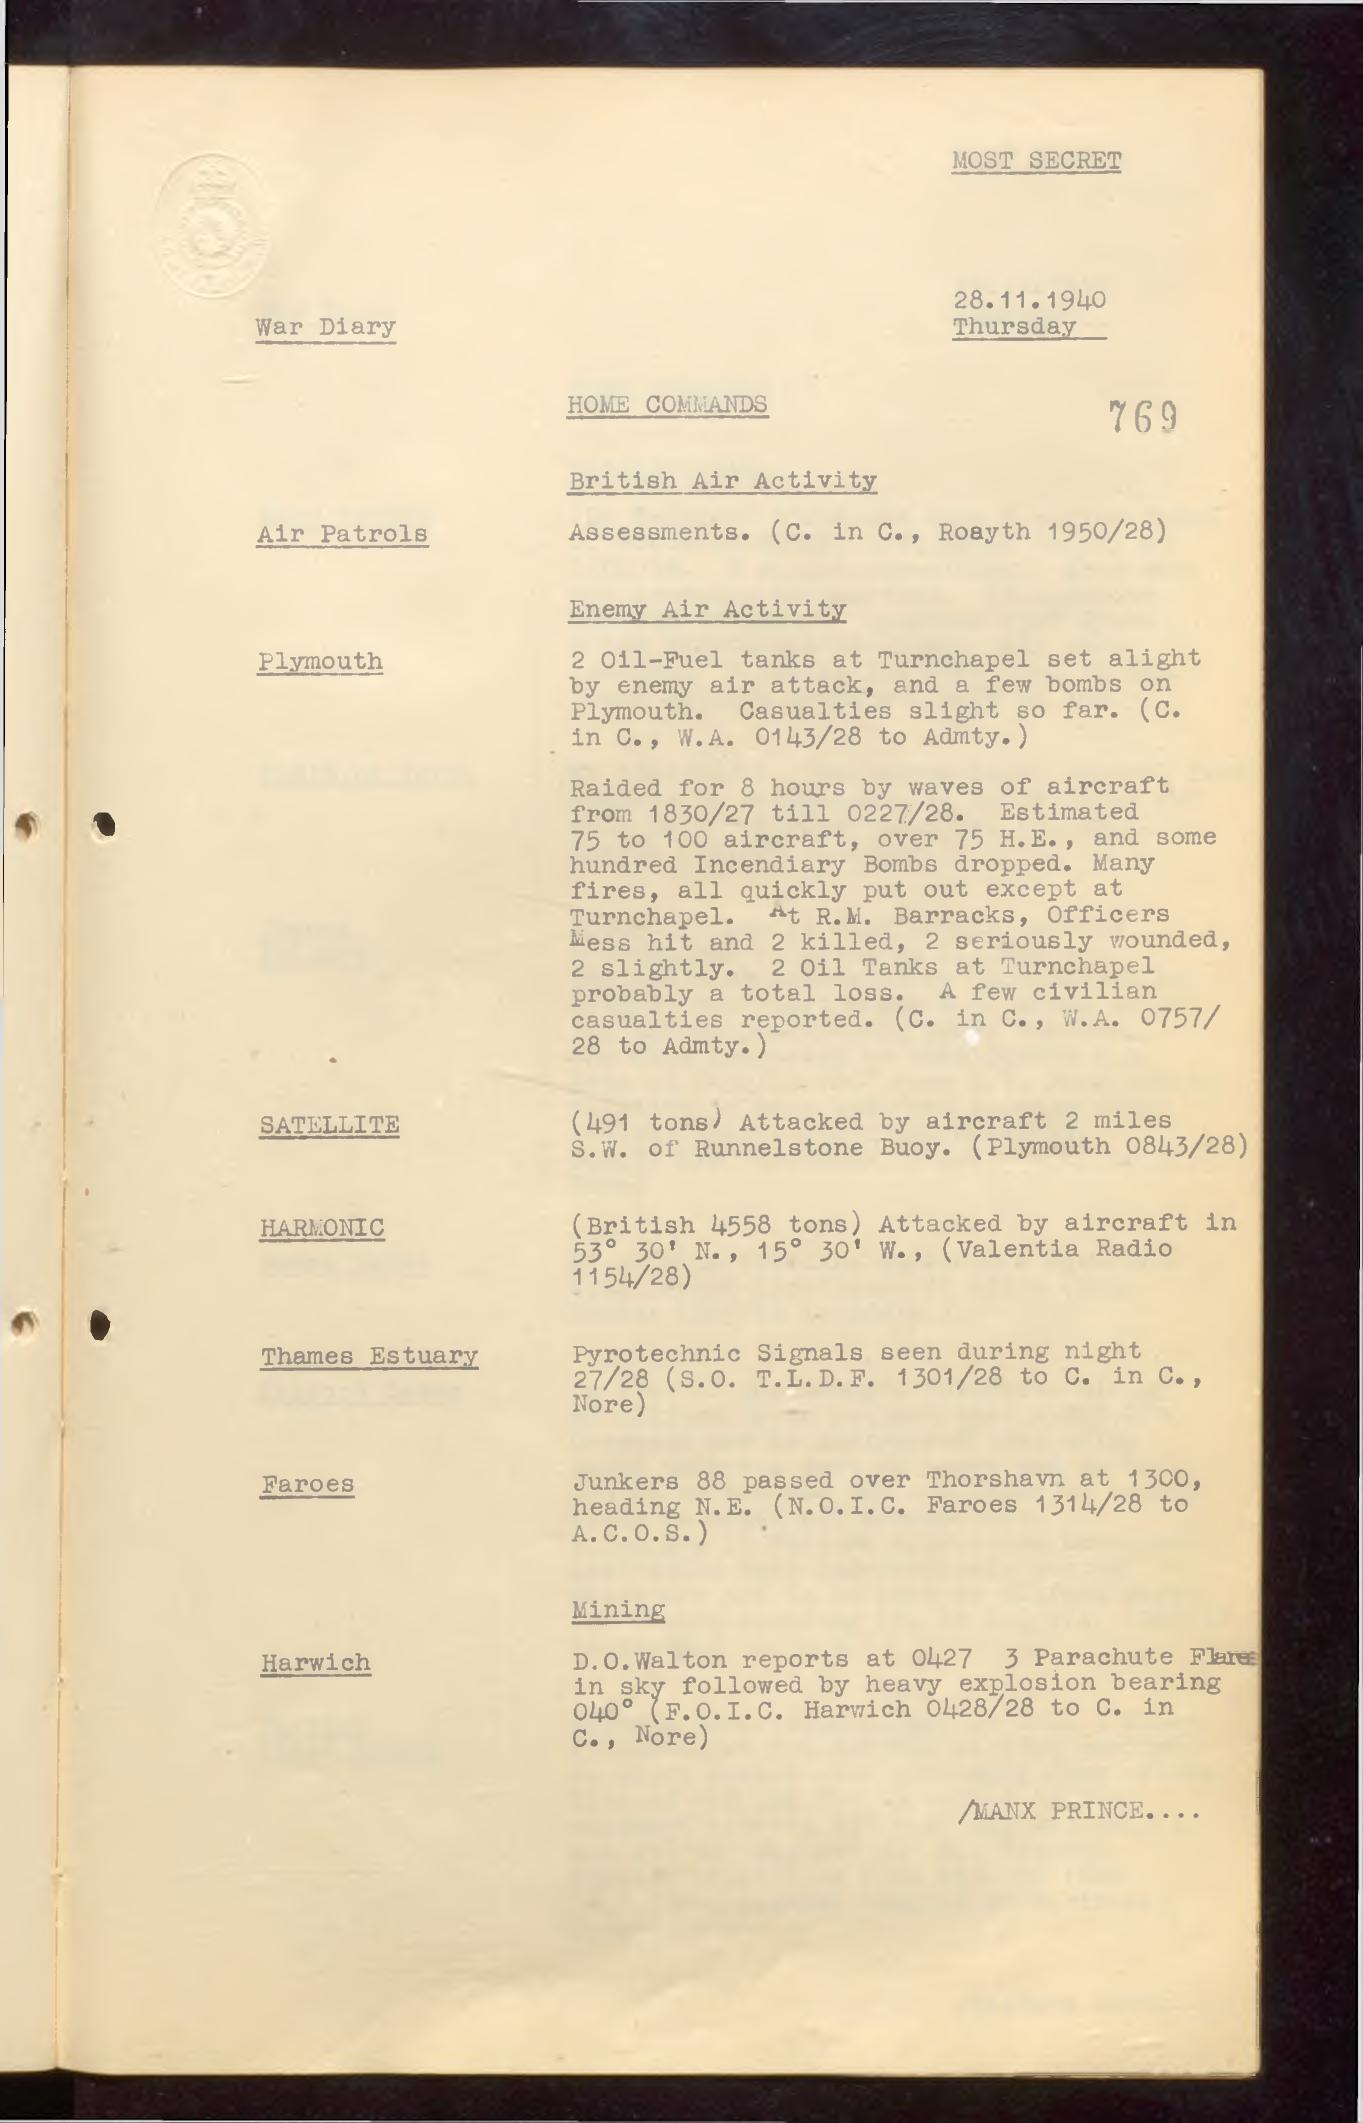 MOST SECRET
28.11.1940
War Diary
Thursday
HOME COMMANDS
769
British Air Activity
Air Patrols
Assessments. (C. in C., Roayth 1950/28)
Enemy Air Activity
Plymouth
2 Oil-Fuel tanks at Turnchapel set alight
by enemy air attack, and a few bombs on
Plymouth. Casualties slight so far. (C.
in C., W.A. 0143/28 to Admty.)
Raided for 8 hours by waves of aircraft
from 1830/27 till 0227/28. Estimated
75 to 100 aircraft, over 75 H.E., and some
hundred Incendiary Bombs dropped. Many
fires, all quickly put out except at
Turnchapel. At R.M. Barracks, Officers
Mess hit and 2 killed, 2 seriously wounded,
2 slightly. 2 Oil Tanks at Turnchapel
probably a total loss. A few civilian
casualties reported. (C. in C., W.A. 0757/
28 to Admty.)
SATELLITE
(491 tons) Attacked by aircraft 2 miles
S.W. of Runnelstone Buoy. (Plymouth 0843/28)
HARMONIC
(British 4558 tons) Attacked by aircraft in
53° 30' N., 15° 30' W., (Valentia Radio
1154/28)
Thames Estuary
Pyrotechnic Signals seen during night
27/28 (S.O. T.L.D.F. 1301/28 to C. in C.,
Nore)
Faroes
Junkers 88 passed over Thorshavn at 1300,
heading N.E. (N.O.I.C. Faroes 1314/28 to
A.C.O.S.)
Mining
Harwich
D.O.Walton reports at 0427 3 Parachute Flares
in sky followed by heavy explosion bearing
040° (F.O.I.C. Harwich 0428/28 to C. in
C., Nore)
/MANX PRINCE....